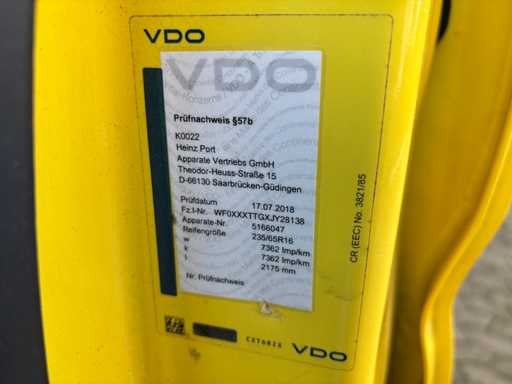 VDO
VDO
Prüfnachweis §57b
K0022
Heinz Port
Apparate Vertriebs GmbH
Theodor-Heuss-Straße 15
D-66130 Saarbrücken-Güdingen
Prüfdatum 17.07.2018
Fz.I-Nr. WF0XXXTTGXJY28138
Apparate-Nr. 5166047
Reifengröße 235/65R16
w 7362 Imp/km
k 7362 Imp/km
l 2175 mm
Nr. Prüfnachweis
CR (EEC) No. 3821/85
VDO